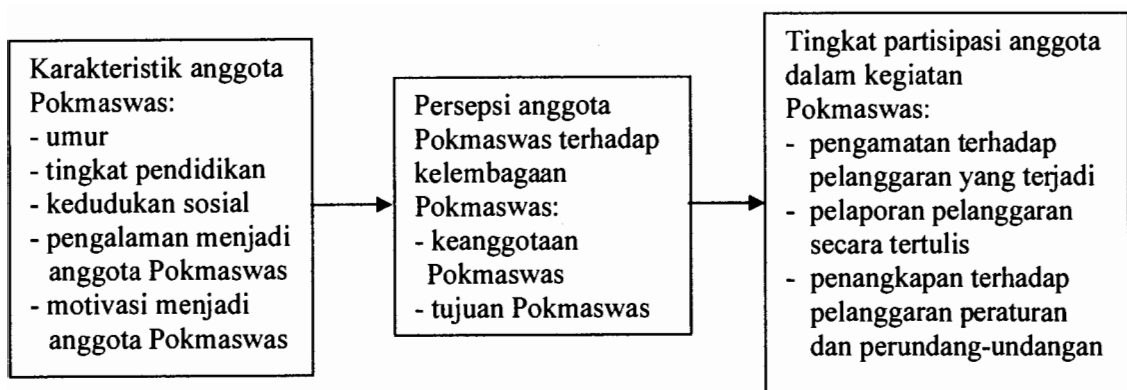 Karakteristik anggota
Pokmaswas:
- umur
- tingkat pendidikan
- kedudukan sosial
- pengalaman menjadi
anggota Pokmaswas
- motivasi menjadi
anggota Pokmaswas
Persepsi anggota
Pokmaswas terhadap
kelembagaan
Pokmaswas:
- keanggotaan
Pokmaswas
- tujuan Pokmaswas
Tingkat partisipasi anggota
dalam kegiatan
Pokmaswas:
- pengamatan terhadap
pelanggaran yang terjadi
- pelaporan pelanggaran
secara tertulis
- penangkapan terhadap
pelanggaran peraturan
dan perundang-undangan